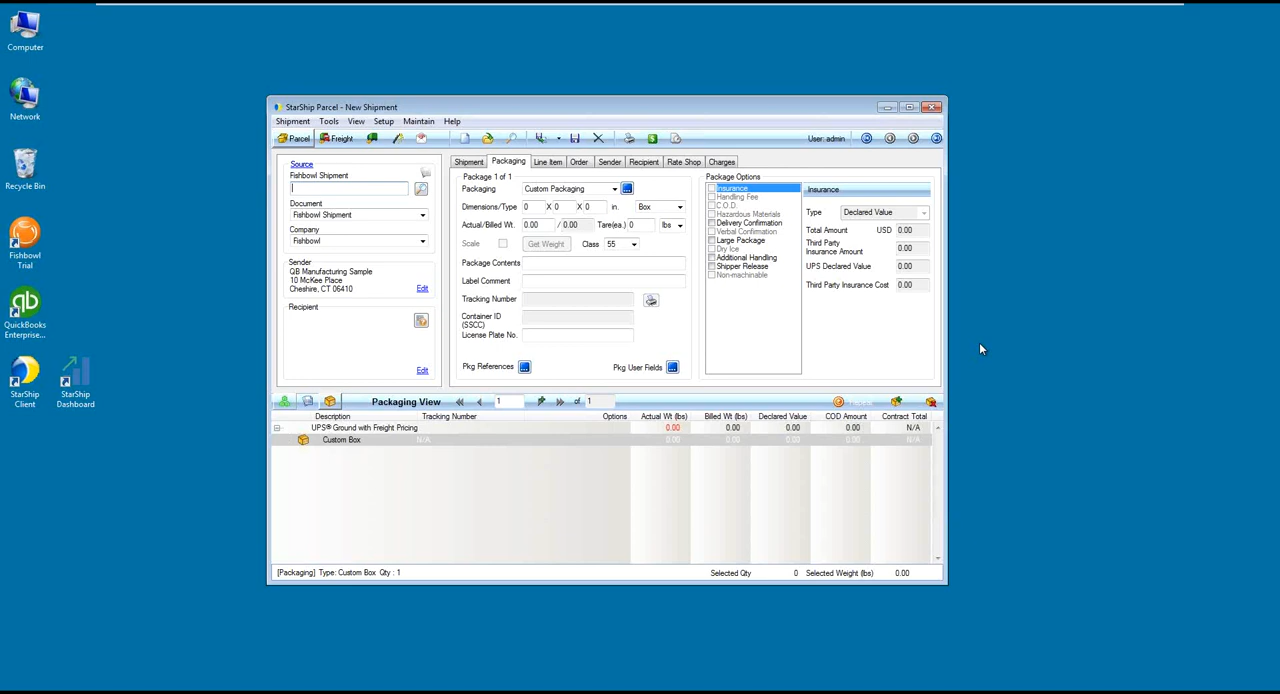 Computer
Network
Recycle Bin
Fishbowl
Trial
QuickBooks
Enterprise...
StarShip
Client
StarShip
Dashboard
StarShip Parcel - New Shipment
Shipment Tools View Setup Maintain Help
Parcel Freight User: admin
Source
Fishbowl Shipment
Document
Fishbowl Shipment
Company
Fishbowl
Sender
QB Manufacturing Sample
10 McKee Place
Cheshire, CT 06410
Edit
Recipient
Edit
Shipment Packaging Line Item Order Sender Recipient Rate Shop Charges
Package 1 of 1
Packaging Custom Packaging
Dimensions/Type 0 X 0 X 0 in. Box
Actual/Billed Wt. 0.00 / 0.00 Tare(ea.) 0 lbs
Scale Get Weight Class 55
Package Contents
Label Comment
Tracking Number
Container ID
(SSCC)
License Plate No.
Pkg References Pkg User Fields
Package Options
Insurance
Handling Fee
C.O.D.
Hazardous Materials
Delivery Confirmation
Verbal Confirmation
Large Package
Dry Ice
Additional Handling
Shipper Release
Non-machinable
Insurance
Type Declared Value
Total Amount USD 0.00
Third Party
Insurance Amount 0.00
UPS Declared Value 0.00
Third Party Insurance Cost 0.00
Packaging View 1 of 1
Description Tracking Number Options Actual Wt (lbs) Billed Wt (lbs) Declared Value COD Amount Contract Total
UPS® Ground with Freight Pricing 0.00 0.00 0.00 0.00 N/A
Custom Box N/A 0.00 0.00 0.00 0.00 N/A
[Packaging] Type: Custom Box Qty : 1 Selected Qty 0 Selected Weight (lbs) 0.00